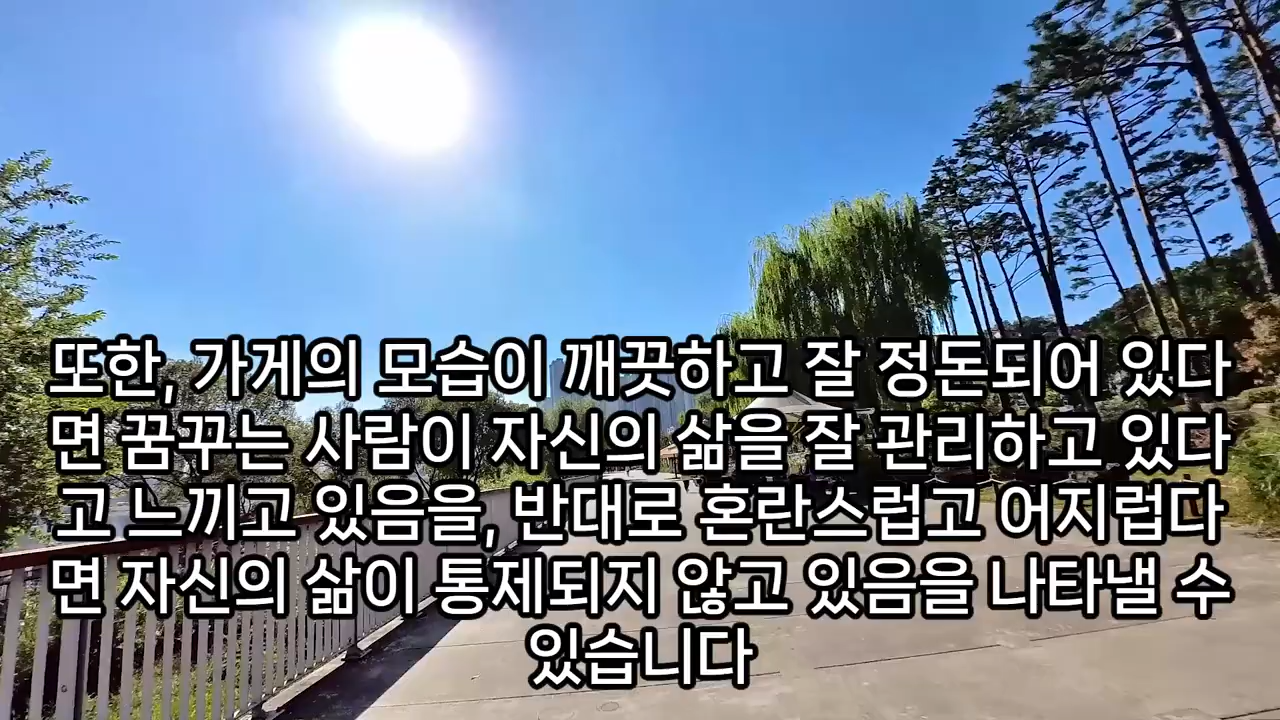 또한, 가게의 모습이 깨끗하고 잘 정돈되어 있다
면 꿈꾸는 사람이 자신의 삶을 잘 관리하고 있다
고 느끼고 있음을, 반대로 혼란스럽고 어지럽다
면 자신의 삶이 통제되지 않고 있음을 나타낼 수
있습니다